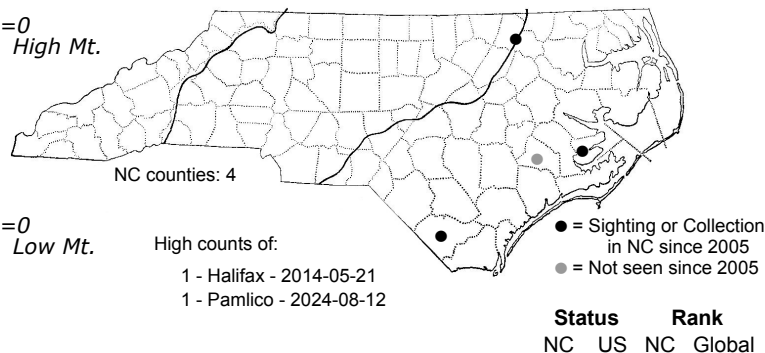 =0
High Mt.
NC counties: 4
=0
Low Mt.
High counts of:
1 - Halifax - 2014-05-21
1 - Pamlico - 2024-08-12
= Sighting or Collection
in NC since 2005
= Not seen since 2005
Status Rank
NC US NC Global